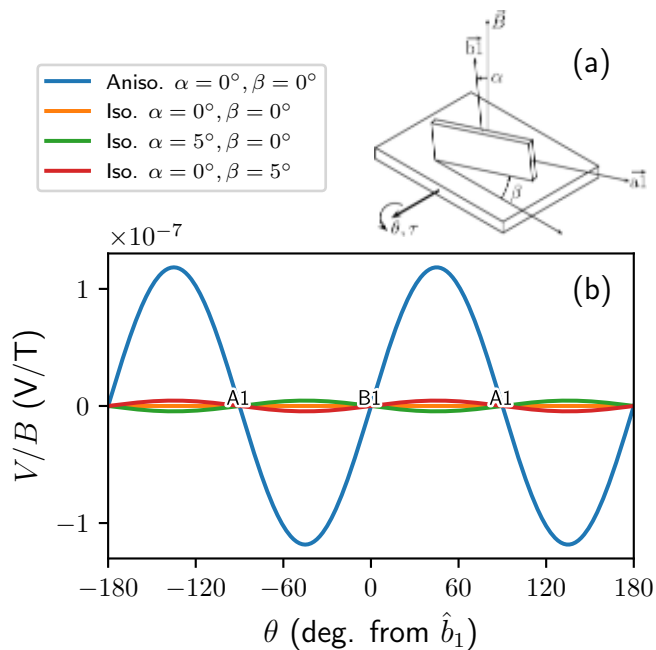 Aniso. α = 0°, β = 0°
Iso. α = 0°, β = 0°
Iso. α = 5°, β = 0°
Iso. α = 0°, β = 5°
(a)
B⃗
b⃗1
α
β
a⃗1
θ, τ
×10⁻⁷
(b)
V/B (V/T)
1
0
−1
A1
B1
A1
−180
−120
−60
0
60
120
180
θ (deg. from b̂₁)